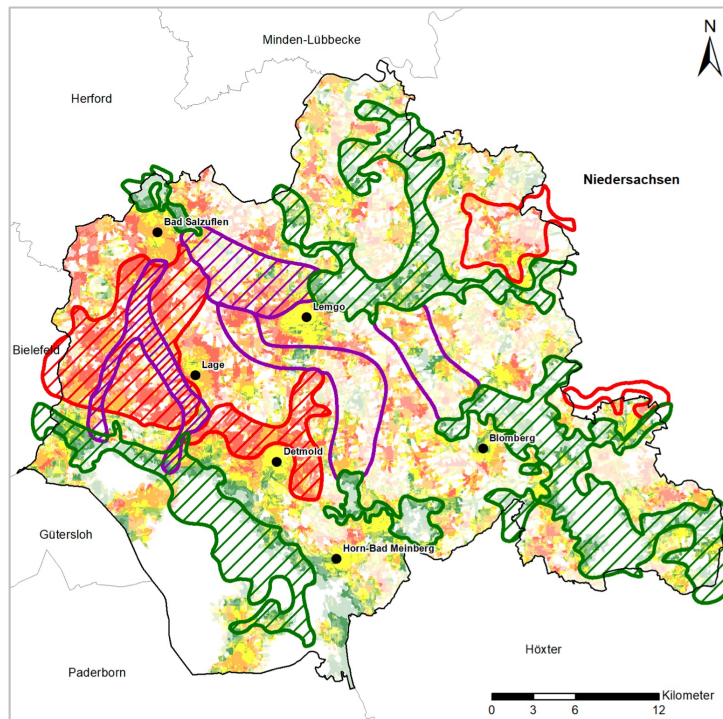 Minden-Lübbecke
N
Herford
Niedersachsen
Bad Salzuflen
Lemgo
Bielefeld
Lage
Blomberg
Detmold
Gütersloh
Horn-Bad Meinberg
Höxter
Paderborn
Kilometer
0 3 6 12